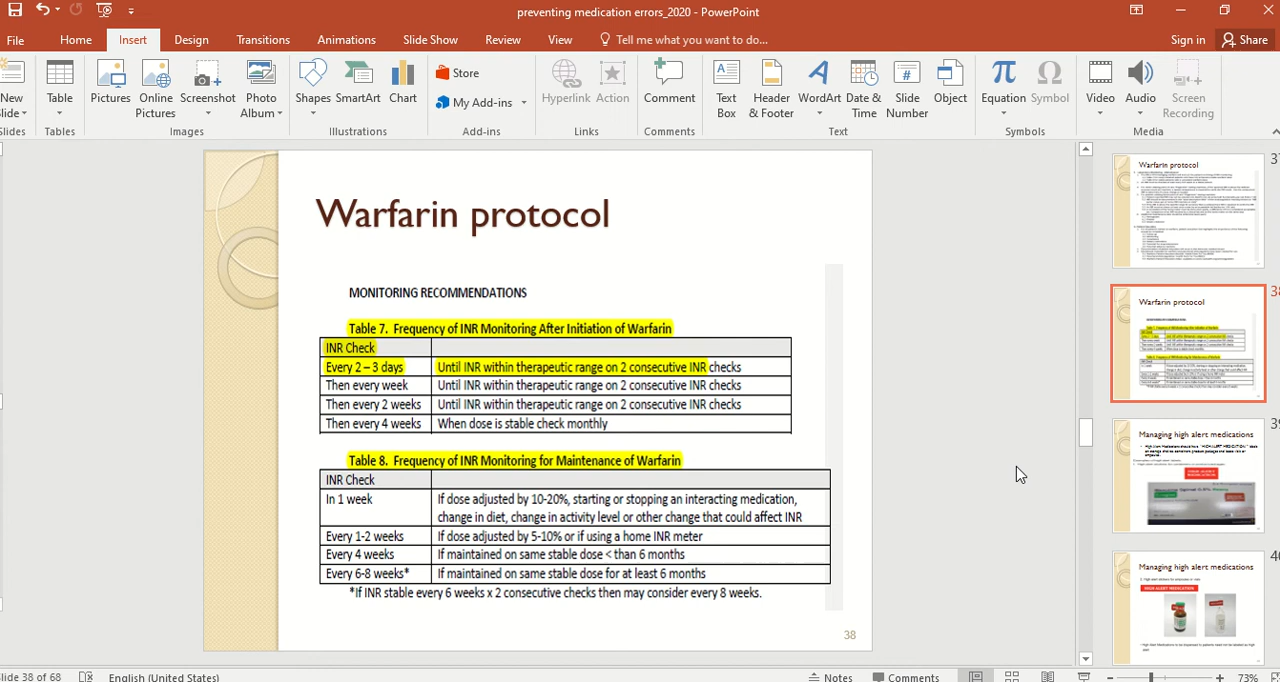 preventing medication errors_2020 - PowerPoint
File Home Insert Design Transitions Animations Slide Show Review View Tell me what you want to do... Sign in Share
New Slide Table Pictures Online Pictures Screenshot Photo Album Shapes SmartArt Chart Store My Add-ins Hyperlink Action Comment Text Box Header & Footer WordArt Date & Time Slide Number Object Equation Symbol Video Audio Screen Recording
Slides Tables Images Illustrations Add-ins Links Comments Text Symbols Media
Warfarin protocol
MONITORING RECOMMENDATIONS
Table 7. Frequency of INR Monitoring After Initiation of Warfarin
INR Check
Every 2 – 3 days Until INR within therapeutic range on 2 consecutive INR checks
Then every week Until INR within therapeutic range on 2 consecutive INR checks
Then every 2 weeks Until INR within therapeutic range on 2 consecutive INR checks
Then every 4 weeks When dose is stable check monthly
Table 8. Frequency of INR Monitoring for Maintenance of Warfarin
INR Check
In 1 week If dose adjusted by 10-20%, starting or stopping an interacting medication,
change in diet, change in activity level or other change that could affect INR
Every 1-2 weeks If dose adjusted by 5-10% or if using a home INR meter
Every 4 weeks If maintained on same stable dose < than 6 months
Every 6-8 weeks* If maintained on same stable dose for at least 6 months
*If INR stable every 6 weeks x 2 consecutive checks then may consider every 8 weeks.
38
37
Warfarin protocol
38
Warfarin protocol
39
Managing high alert medications
40
Managing high alert medications
HIGH ALERT MEDICATION
Slide 38 of 68 English (United States) Notes Comments 73%